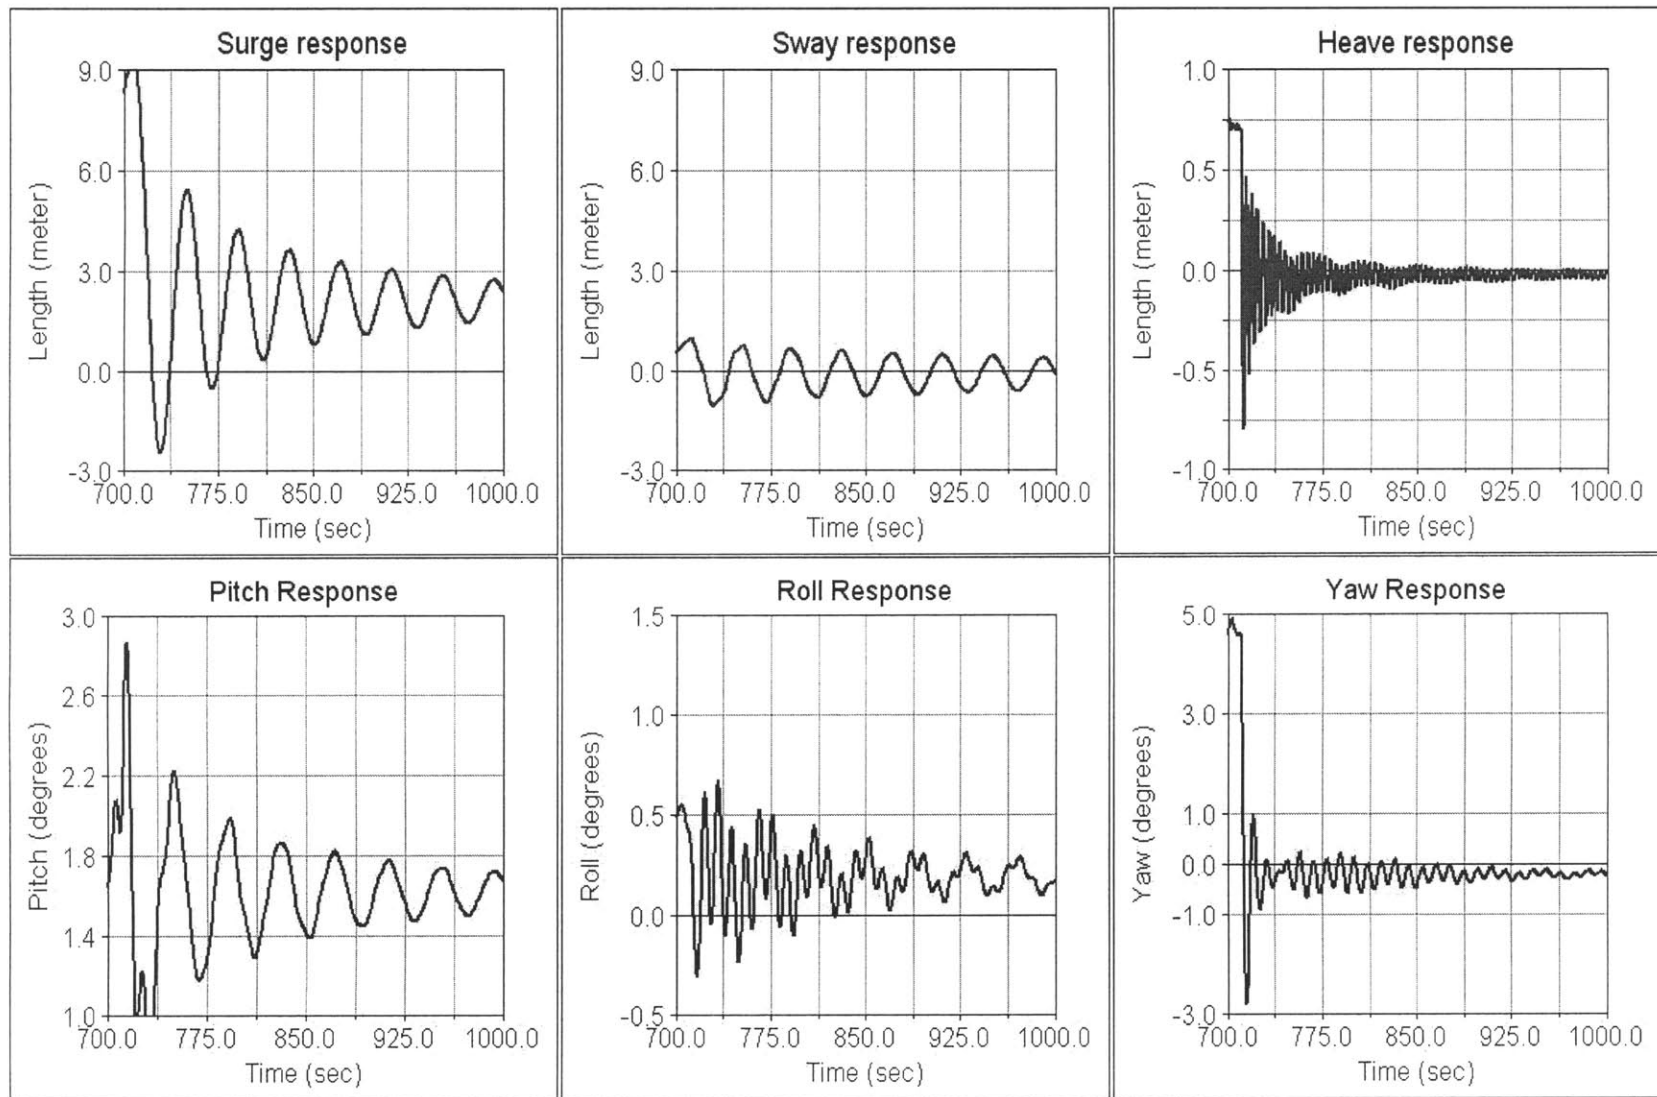 Surge response
9.0
6.0
3.0
0.0
-3.0
Length (meter)
700.0 775.0 850.0 925.0 1000.0
Time (sec)
Sway response
9.0
6.0
3.0
0.0
-3.0
Length (meter)
700.0 775.0 850.0 925.0 1000.0
Time (sec)
Heave response
1.0
0.5
0.0
-0.5
-1.0
Length (meter)
700.0 775.0 850.0 925.0 1000.0
Time (sec)
Pitch Response
3.0
2.6
2.2
1.8
1.4
1.0
Pitch (degrees)
700.0 775.0 850.0 925.0 1000.0
Time (sec)
Roll Response
1.5
1.0
0.5
0.0
-0.5
Roll (degrees)
700.0 775.0 850.0 925.0 1000.0
Time (sec)
Yaw Response
5.0
3.0
1.0
0.0
-1.0
-3.0
Yaw (degrees)
700.0 775.0 850.0 925.0 1000.0
Time (sec)